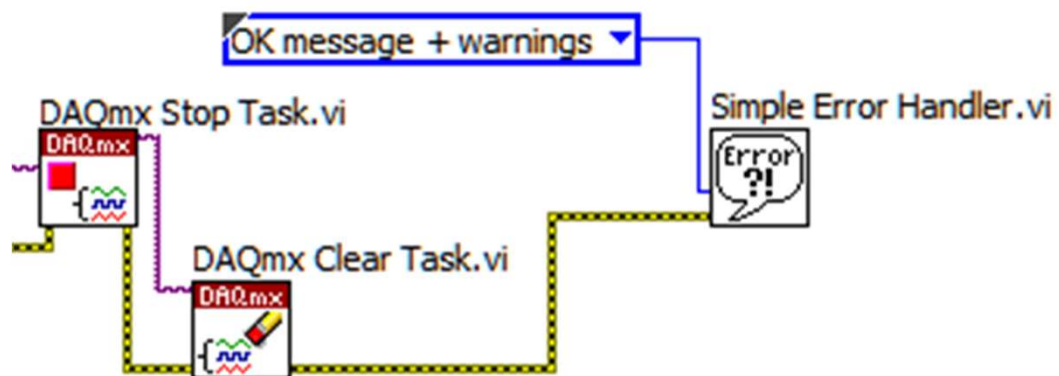 OK message + warnings
DAQmx Stop Task.vi
DAQmx
Simple Error Handler.vi
Error
?!
DAQmx Clear Task.vi
DAQmx